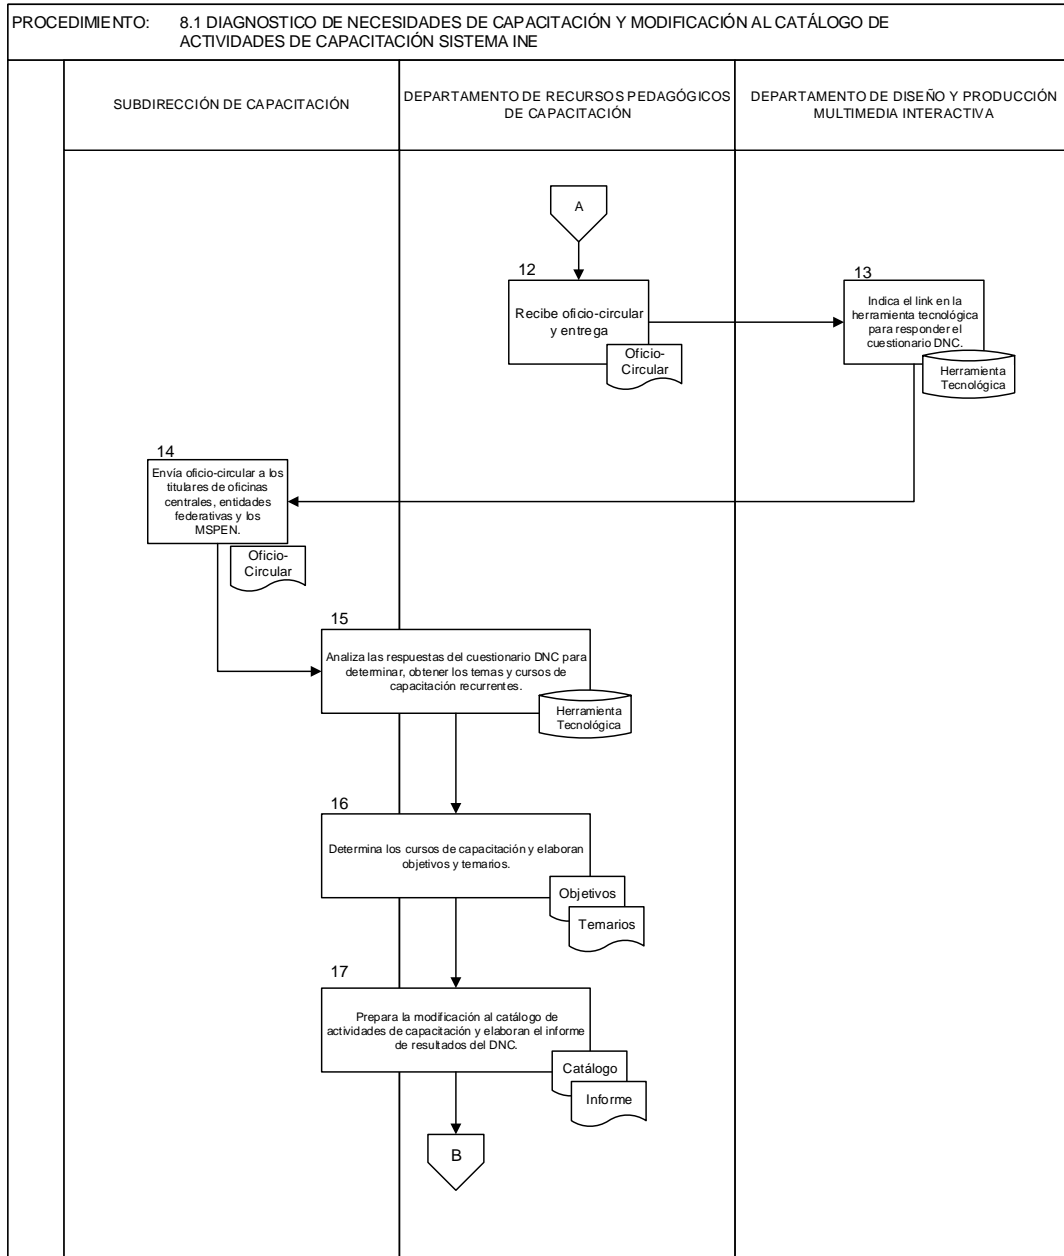 PROCEDIMIENTO: 8.1 DIAGNOSTICO DE NECESIDADES DE CAPACITACIÓN Y MODIFICACIÓN AL CATÁLOGO DE
ACTIVIDADES DE CAPACITACIÓN SISTEMA INE
SUBDIRECCIÓN DE CAPACITACIÓN
DEPARTAMENTO DE RECURSOS PEDAGÓGICOS
DE CAPACITACIÓN
DEPARTAMENTO DE DISEÑO Y PRODUCCIÓN
MULTIMEDIA INTERACTIVA
A
12
Recibe oficio-circular
y entrega
Oficio-
Circular
13
Indica el link en la
herramienta tecnológica
para responder el
cuestionario DNC.
Herramienta
Tecnológica
14
Envía oficio-circular a los
titulares de oficinas
centrales, entidades
federativas y los
MSPEN.
Oficio-
Circular
15
Analiza las respuestas del cuestionario DNC para
determinar, obtener los temas y cursos de
capacitación recurrentes.
Herramienta
Tecnológica
16
Determina los cursos de capacitación y elaboran
objetivos y temarios.
Objetivos
Temarios
17
Prepara la modificación al catálogo de
actividades de capacitación y elaboran el informe
de resultados del DNC.
Catálogo
Informe
B